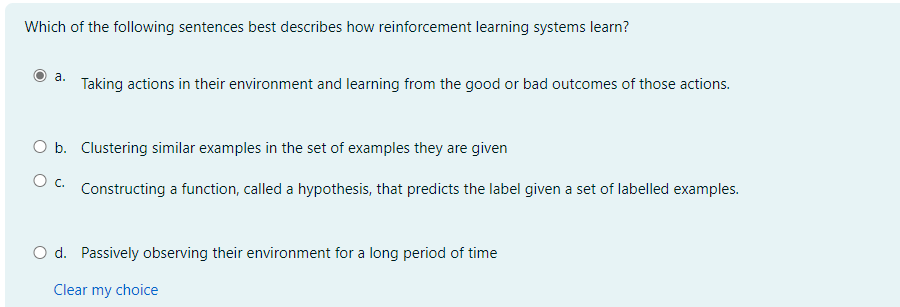 Which of the following sentences best describes how reinforcement learning systems learn?
a. Taking actions in their environment and learning from the good or bad outcomes of those actions.
b. Clustering similar examples in the set of examples they are given
c. Constructing a function, called a hypothesis, that predicts the label given a set of labelled examples.
d. Passively observing their environment for a long period of time
Clear my choice